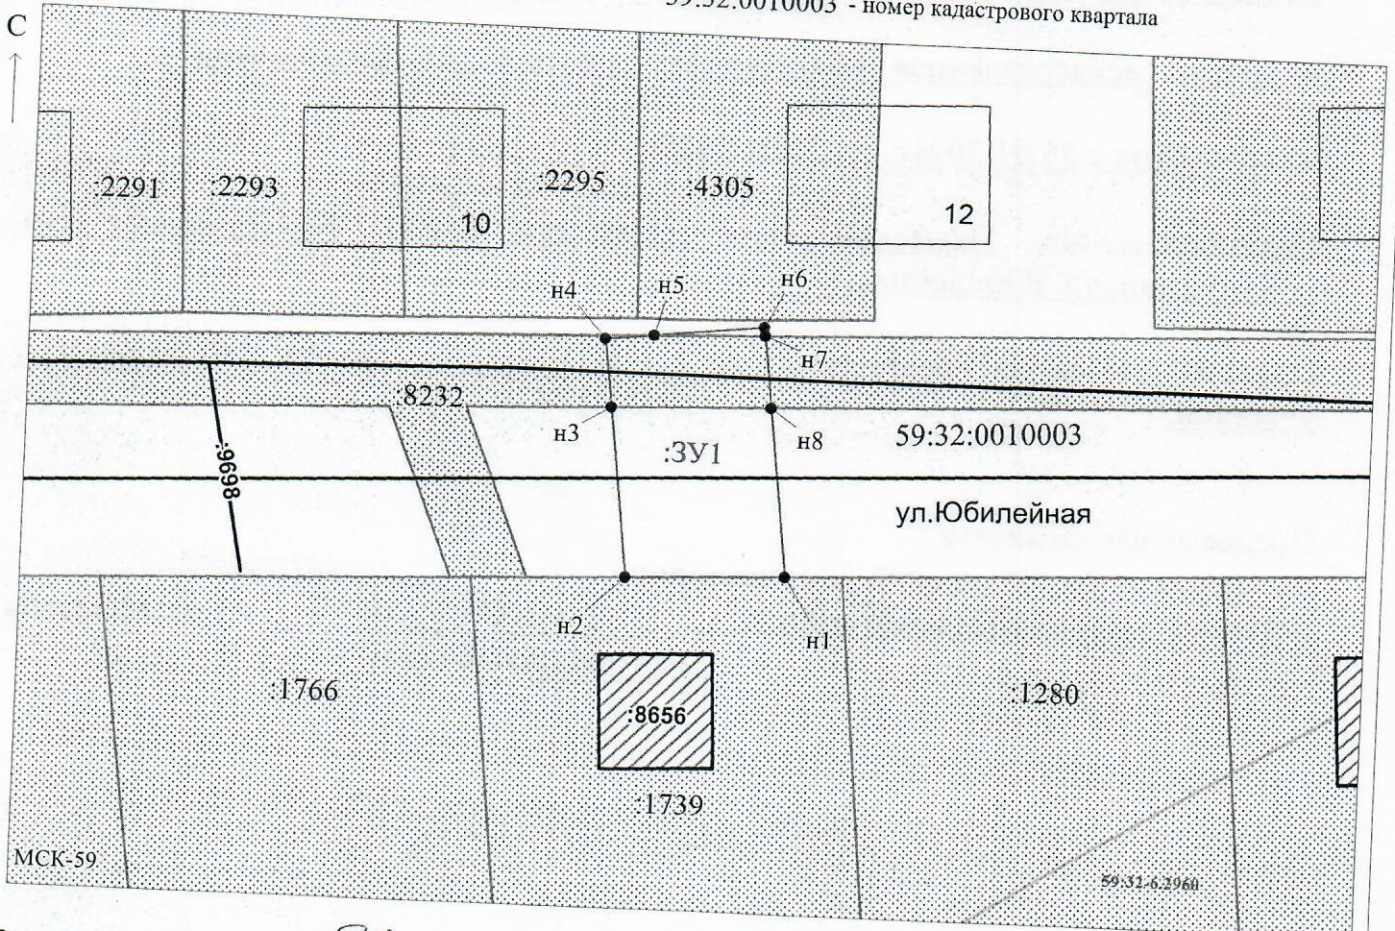 59:32:0010003 - номер кадастрового квартала
С
:2291
:2293
:2295
:4305
10
12
н4
н5
н6
н7
:8232
н3
н8
59:32:0010003
:ЗУ1
:9698
ул.Юбилейная
н2
н1
:1766
:8656
:1280
:1739
МСК-59
59:32-6.2960